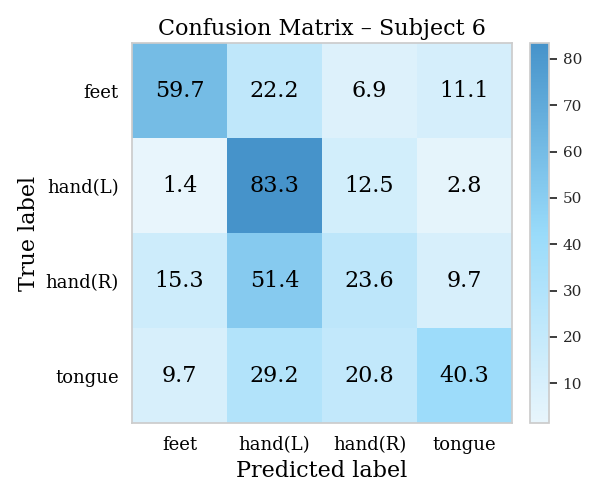 Confusion Matrix – Subject 6
True label
feet 59.7 22.2 6.9 11.1
hand(L) 1.4 83.3 12.5 2.8
hand(R) 15.3 51.4 23.6 9.7
tongue 9.7 29.2 20.8 40.3
feet hand(L) hand(R) tongue
Predicted label
80
70
60
50
40
30
20
10